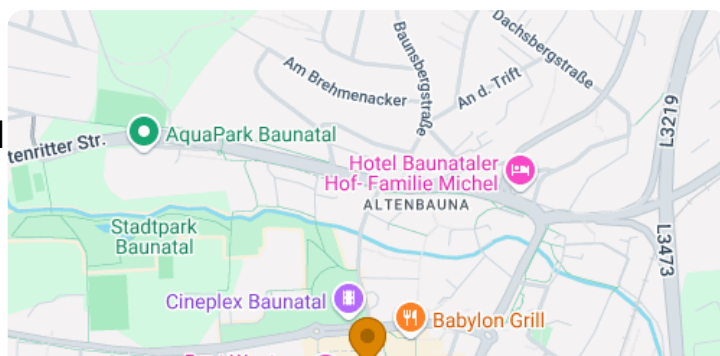 Dachsbergstraße
Baunsbergstraße
Am Brehmenacker
An d. Trift
L3219
AquaPark Baunatal
tenritter Str.
Hotel Baunataler
Hof- Familie Michel
ALTENBAUNA
Stadtpark
Baunatal
L3473
Cineplex Baunatal
Babylon Grill